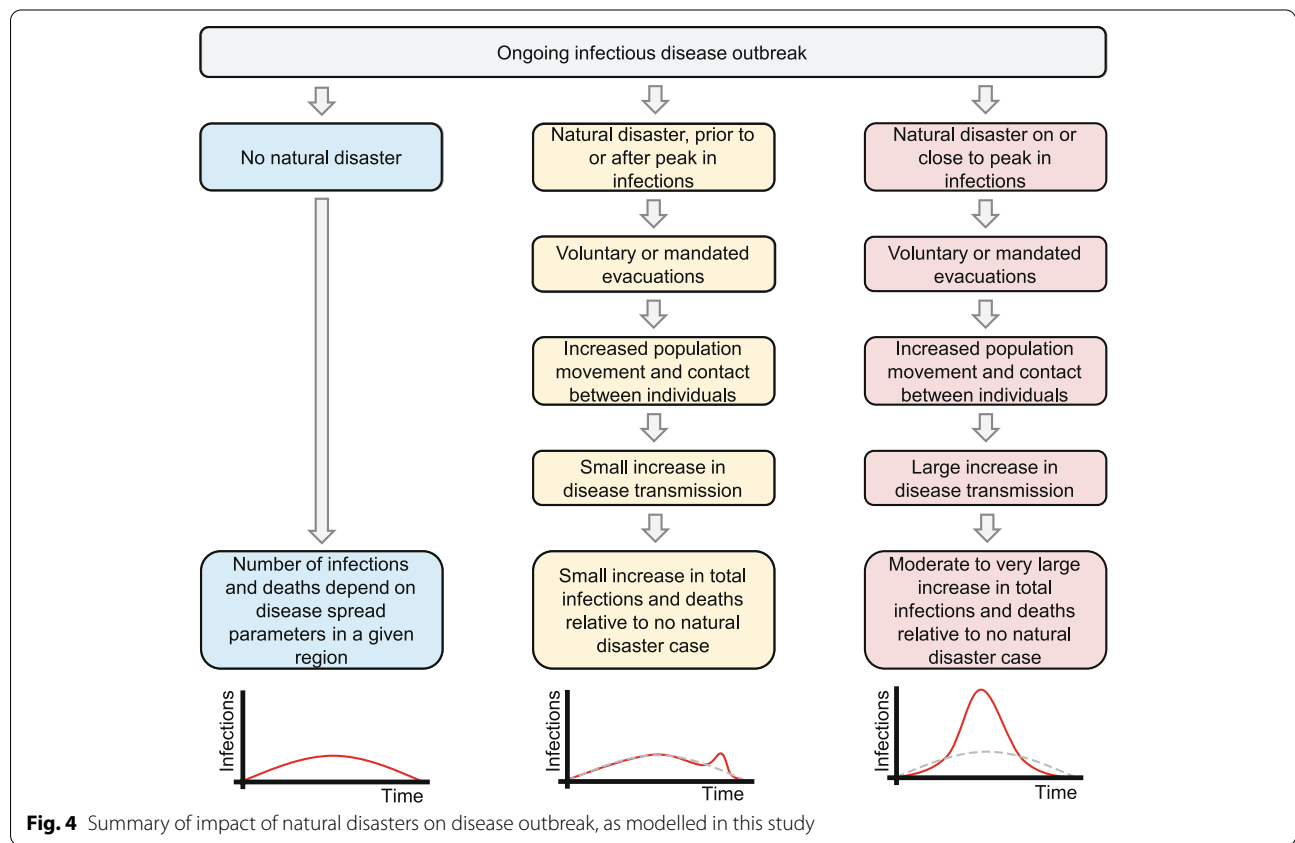 Ongoing infectious disease outbreak
No natural disaster
Natural disaster, prior to
or after peak in
infections
Natural disaster on or
close to peak in
infections
Voluntary or mandated
evacuations
Voluntary or mandated
evacuations
Increased population
movement and contact
between individuals
Increased population
movement and contact
between individuals
Small increase in
disease transmission
Large increase in
disease transmission
Number of infections
and deaths depend on
disease spread
parameters in a given
region
Small increase in total
infections and deaths
relative to no natural
disaster case
Moderate to very large
increase in total
infections and deaths
relative to no natural
disaster case
Infections
Time
Infections
Time
Infections
Time
Fig. 4 Summary of impact of natural disasters on disease outbreak, as modelled in this study